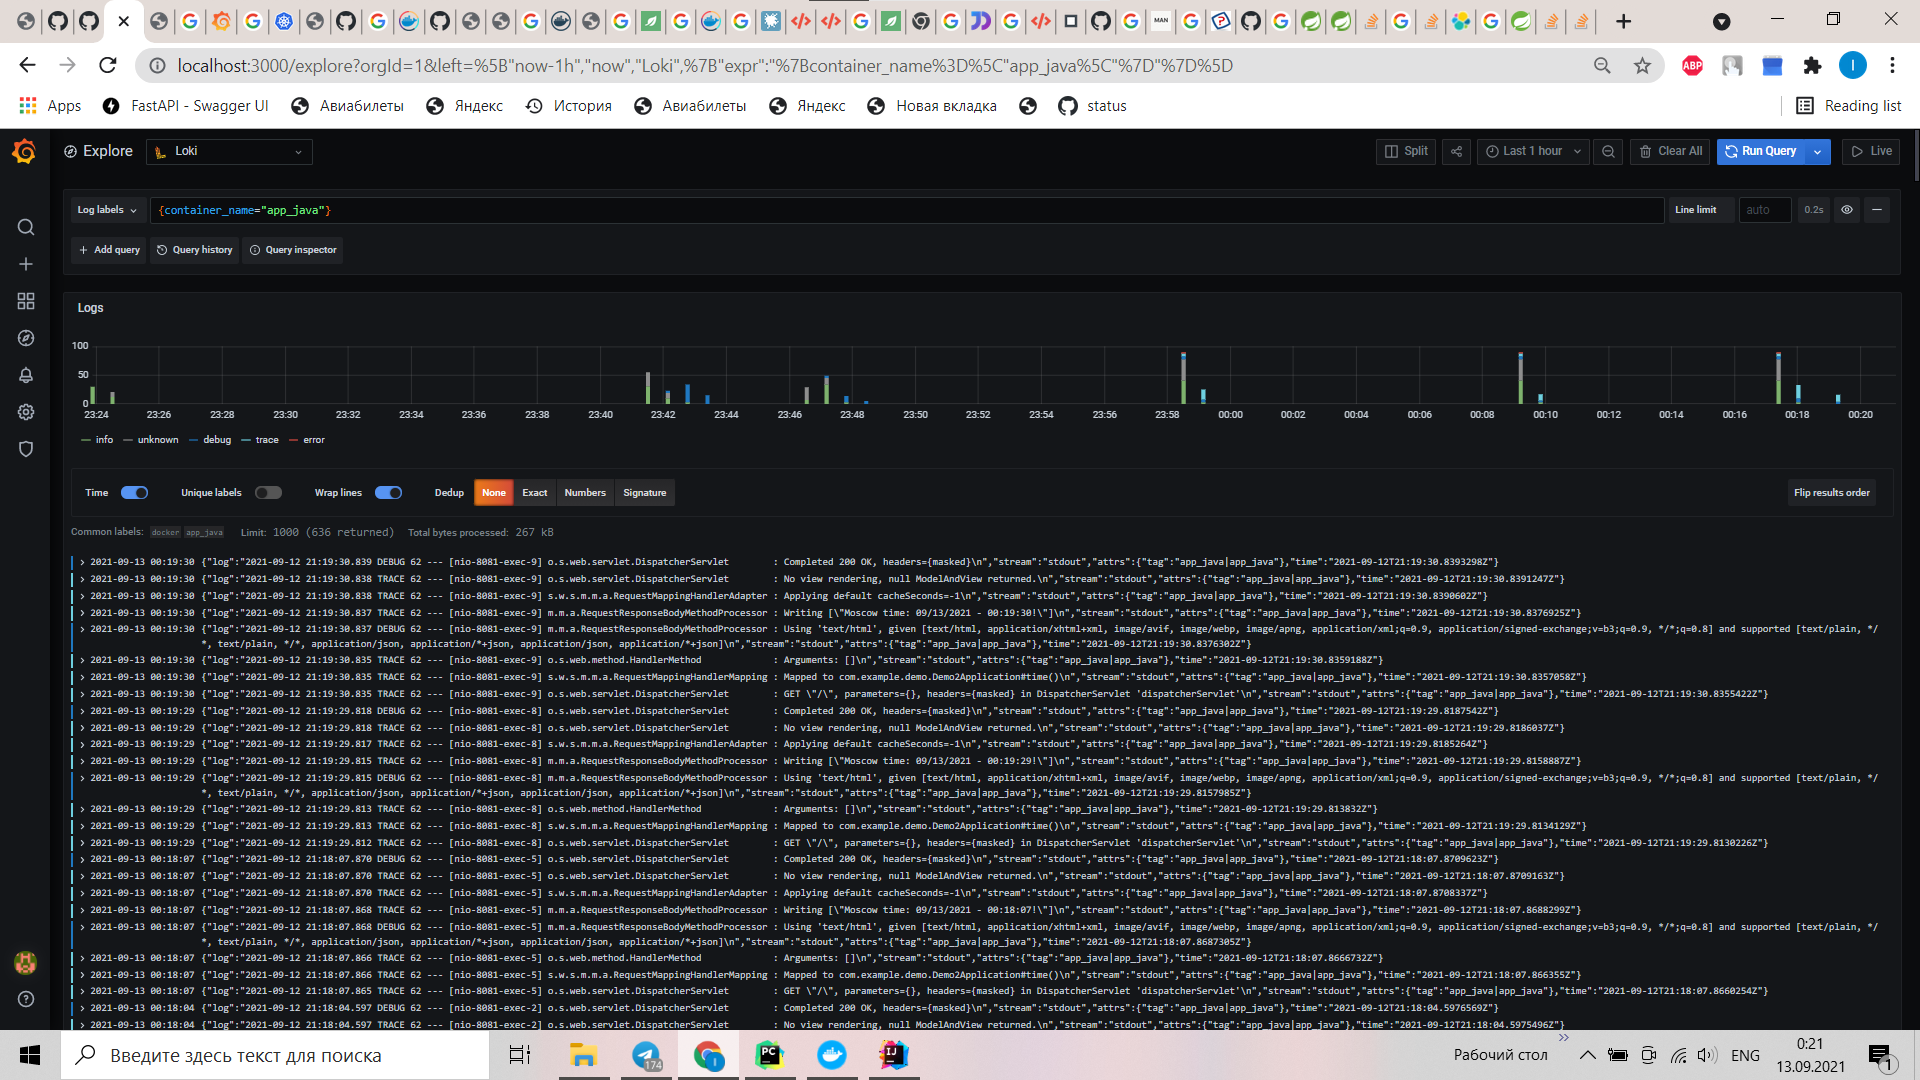 localhost:3000/explore?orgId=1&left=%5B"now-1h","now","Loki",%7B"expr":"%7Bcontainer_name%3D%5C"app_java%5C"%7D"%7D%5D
ABP
I
Apps
FastAPI - Swagger UI
Авиабилеты
Яндекс
История
Авиабилеты
Яндекс
Новая вкладка
status
Reading list
Explore
Loki
Split
Last 1 hour
Clear All
Run Query
Live
Log labels
{container_name="app_java"}
Line limit
auto
0.2s
Add query
Query history
Query inspector
Logs
100
50
0
23:24 23:26 23:28 23:30 23:32 23:34 23:36 23:38 23:40 23:42 23:44 23:46 23:48 23:50 23:52 23:54 23:56 23:58 00:00 00:02 00:04 00:06 00:08 00:10 00:12 00:14 00:16 00:18 00:20
info unknown debug trace error
Time
Unique labels
Wrap lines
Dedup
None
Exact
Numbers
Signature
Flip results order
Common labels: docker app_java Limit: 1000 (636 returned) Total bytes processed: 267 kB
> 2021-09-13 00:19:30 {"log":"2021-09-12 21:19:30.839 DEBUG 62 --- [nio-8081-exec-9] o.s.web.servlet.DispatcherServlet : Completed 200 OK, headers={masked}\n","stream":"stdout","attrs":{"tag":"app_java|app_java"},"time":"2021-09-12T21:19:30.8393298Z"}
> 2021-09-13 00:19:30 {"log":"2021-09-12 21:19:30.838 TRACE 62 --- [nio-8081-exec-9] o.s.web.servlet.DispatcherServlet : No view rendering, null ModelAndView returned.\n","stream":"stdout","attrs":{"tag":"app_java|app_java"},"time":"2021-09-12T21:19:30.8391247Z"}
> 2021-09-13 00:19:30 {"log":"2021-09-12 21:19:30.838 TRACE 62 --- [nio-8081-exec-9] s.w.s.m.m.a.RequestMappingHandlerAdapter : Applying default cacheSeconds=-1\n","stream":"stdout","attrs":{"tag":"app_java|app_java"},"time":"2021-09-12T21:19:30.8390602Z"}
> 2021-09-13 00:19:30 {"log":"2021-09-12 21:19:30.837 TRACE 62 --- [nio-8081-exec-9] m.m.a.RequestResponseBodyMethodProcessor : Writing [\"Moscow time: 09/13/2021 - 00:19:30!\"]\n","stream":"stdout","attrs":{"tag":"app_java|app_java"},"time":"2021-09-12T21:19:30.8376925Z"}
> 2021-09-13 00:19:30 {"log":"2021-09-12 21:19:30.837 DEBUG 62 --- [nio-8081-exec-9] m.m.a.RequestResponseBodyMethodProcessor : Using 'text/html', given [text/html, application/xhtml+xml, image/avif, image/webp, image/apng, application/xml;q=0.9, application/signed-exchange;v=b3;q=0.9, */*;q=0.8] and supported [text/plain, */
*, text/plain, */*, application/json, application/*+json, application/json, application/*+json]\n","stream":"stdout","attrs":{"tag":"app_java|app_java"},"time":"2021-09-12T21:19:30.8376302Z"}
> 2021-09-13 00:19:30 {"log":"2021-09-12 21:19:30.835 TRACE 62 --- [nio-8081-exec-9] o.s.web.method.HandlerMethod : Arguments: []\n","stream":"stdout","attrs":{"tag":"app_java|app_java"},"time":"2021-09-12T21:19:30.8359188Z"}
> 2021-09-13 00:19:30 {"log":"2021-09-12 21:19:30.835 TRACE 62 --- [nio-8081-exec-9] s.w.s.m.m.a.RequestMappingHandlerMapping : Mapped to com.example.demo.Demo2Application#time()\n","stream":"stdout","attrs":{"tag":"app_java|app_java"},"time":"2021-09-12T21:19:30.8357058Z"}
> 2021-09-13 00:19:30 {"log":"2021-09-12 21:19:30.835 TRACE 62 --- [nio-8081-exec-9] o.s.web.servlet.DispatcherServlet : GET \"/\", parameters={}, headers={masked} in DispatcherServlet 'dispatcherServlet'\n","stream":"stdout","attrs":{"tag":"app_java|app_java"},"time":"2021-09-12T21:19:30.8355422Z"}
> 2021-09-13 00:19:29 {"log":"2021-09-12 21:19:29.818 DEBUG 62 --- [nio-8081-exec-8] o.s.web.servlet.DispatcherServlet : Completed 200 OK, headers={masked}\n","stream":"stdout","attrs":{"tag":"app_java|app_java"},"time":"2021-09-12T21:19:29.8187542Z"}
> 2021-09-13 00:19:29 {"log":"2021-09-12 21:19:29.818 TRACE 62 --- [nio-8081-exec-8] o.s.web.servlet.DispatcherServlet : No view rendering, null ModelAndView returned.\n","stream":"stdout","attrs":{"tag":"app_java|app_java"},"time":"2021-09-12T21:19:29.8186037Z"}
> 2021-09-13 00:19:29 {"log":"2021-09-12 21:19:29.817 TRACE 62 --- [nio-8081-exec-8] s.w.s.m.m.a.RequestMappingHandlerAdapter : Applying default cacheSeconds=-1\n","stream":"stdout","attrs":{"tag":"app_java|app_java"},"time":"2021-09-12T21:19:29.8185264Z"}
> 2021-09-13 00:19:29 {"log":"2021-09-12 21:19:29.815 TRACE 62 --- [nio-8081-exec-8] m.m.a.RequestResponseBodyMethodProcessor : Writing [\"Moscow time: 09/13/2021 - 00:19:29!\"]\n","stream":"stdout","attrs":{"tag":"app_java|app_java"},"time":"2021-09-12T21:19:29.8158887Z"}
> 2021-09-13 00:19:29 {"log":"2021-09-12 21:19:29.815 DEBUG 62 --- [nio-8081-exec-8] m.m.a.RequestResponseBodyMethodProcessor : Using 'text/html', given [text/html, application/xhtml+xml, image/avif, image/webp, image/apng, application/xml;q=0.9, application/signed-exchange;v=b3;q=0.9, */*;q=0.8] and supported [text/plain, */
*, text/plain, */*, application/json, application/*+json, application/json, application/*+json]\n","stream":"stdout","attrs":{"tag":"app_java|app_java"},"time":"2021-09-12T21:19:29.8157985Z"}
> 2021-09-13 00:19:29 {"log":"2021-09-12 21:19:29.813 TRACE 62 --- [nio-8081-exec-8] o.s.web.method.HandlerMethod : Arguments: []\n","stream":"stdout","attrs":{"tag":"app_java|app_java"},"time":"2021-09-12T21:19:29.813832Z"}
> 2021-09-13 00:19:29 {"log":"2021-09-12 21:19:29.813 TRACE 62 --- [nio-8081-exec-8] s.w.s.m.m.a.RequestMappingHandlerMapping : Mapped to com.example.demo.Demo2Application#time()\n","stream":"stdout","attrs":{"tag":"app_java|app_java"},"time":"2021-09-12T21:19:29.8134129Z"}
> 2021-09-13 00:19:29 {"log":"2021-09-12 21:19:29.812 TRACE 62 --- [nio-8081-exec-8] o.s.web.servlet.DispatcherServlet : GET \"/\", parameters={}, headers={masked} in DispatcherServlet 'dispatcherServlet'\n","stream":"stdout","attrs":{"tag":"app_java|app_java"},"time":"2021-09-12T21:19:29.8130226Z"}
> 2021-09-13 00:18:07 {"log":"2021-09-12 21:18:07.870 DEBUG 62 --- [nio-8081-exec-5] o.s.web.servlet.DispatcherServlet : Completed 200 OK, headers={masked}\n","stream":"stdout","attrs":{"tag":"app_java|app_java"},"time":"2021-09-12T21:18:07.8709623Z"}
> 2021-09-13 00:18:07 {"log":"2021-09-12 21:18:07.870 TRACE 62 --- [nio-8081-exec-5] o.s.web.servlet.DispatcherServlet : No view rendering, null ModelAndView returned.\n","stream":"stdout","attrs":{"tag":"app_java|app_java"},"time":"2021-09-12T21:18:07.8709163Z"}
> 2021-09-13 00:18:07 {"log":"2021-09-12 21:18:07.870 TRACE 62 --- [nio-8081-exec-5] s.w.s.m.m.a.RequestMappingHandlerAdapter : Applying default cacheSeconds=-1\n","stream":"stdout","attrs":{"tag":"app_java|app_java"},"time":"2021-09-12T21:18:07.8708337Z"}
> 2021-09-13 00:18:07 {"log":"2021-09-12 21:18:07.868 TRACE 62 --- [nio-8081-exec-5] m.m.a.RequestResponseBodyMethodProcessor : Writing [\"Moscow time: 09/13/2021 - 00:18:07!\"]\n","stream":"stdout","attrs":{"tag":"app_java|app_java"},"time":"2021-09-12T21:18:07.8688299Z"}
> 2021-09-13 00:18:07 {"log":"2021-09-12 21:18:07.868 DEBUG 62 --- [nio-8081-exec-5] m.m.a.RequestResponseBodyMethodProcessor : Using 'text/html', given [text/html, application/xhtml+xml, image/avif, image/webp, image/apng, application/xml;q=0.9, application/signed-exchange;v=b3;q=0.9, */*;q=0.8] and supported [text/plain, */
*, text/plain, */*, application/json, application/*+json, application/json, application/*+json]\n","stream":"stdout","attrs":{"tag":"app_java|app_java"},"time":"2021-09-12T21:18:07.8687305Z"}
> 2021-09-13 00:18:07 {"log":"2021-09-12 21:18:07.866 TRACE 62 --- [nio-8081-exec-5] o.s.web.method.HandlerMethod : Arguments: []\n","stream":"stdout","attrs":{"tag":"app_java|app_java"},"time":"2021-09-12T21:18:07.8666732Z"}
> 2021-09-13 00:18:07 {"log":"2021-09-12 21:18:07.866 TRACE 62 --- [nio-8081-exec-5] s.w.s.m.m.a.RequestMappingHandlerMapping : Mapped to com.example.demo.Demo2Application#time()\n","stream":"stdout","attrs":{"tag":"app_java|app_java"},"time":"2021-09-12T21:18:07.866355Z"}
> 2021-09-13 00:18:07 {"log":"2021-09-12 21:18:07.865 TRACE 62 --- [nio-8081-exec-5] o.s.web.servlet.DispatcherServlet : GET \"/\", parameters={}, headers={masked} in DispatcherServlet 'dispatcherServlet'\n","stream":"stdout","attrs":{"tag":"app_java|app_java"},"time":"2021-09-12T21:18:07.8660254Z"}
> 2021-09-13 00:18:04 {"log":"2021-09-12 21:18:04.597 DEBUG 62 --- [nio-8081-exec-2] o.s.web.servlet.DispatcherServlet : Completed 200 OK, headers={masked}\n","stream":"stdout","attrs":{"tag":"app_java|app_java"},"time":"2021-09-12T21:18:04.5976569Z"}
> 2021-09-13 00:18:04 {"log":"2021-09-12 21:18:04.597 TRACE 62 --- [nio-8081-exec-2] o.s.web.servlet.DispatcherServlet : No view rendering, null ModelAndView returned.\n","stream":"stdout","attrs":{"tag":"app_java|app_java"},"time":"2021-09-12T21:18:04.5975496Z"}
Введите здесь текст для поиска
174
PC
IJ
Рабочий стол
ENG
0:21
13.09.2021
1